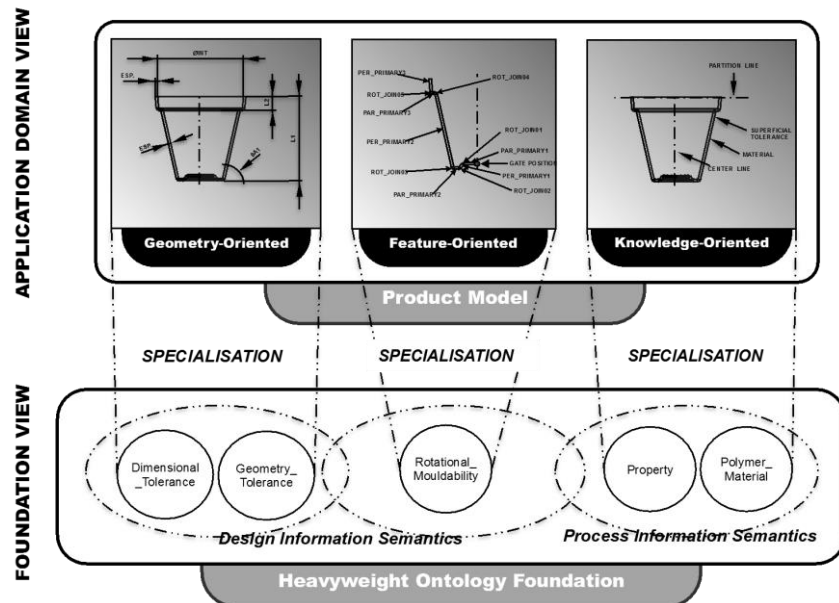 APPLICATION DOMAIN VIEW
ØINT
ESP.
L2
L1
ESP.
Geometry-Oriented
PER_PRIMARY3
ROT_JOIN04
ROT_JOIN03
PAR_PRIMARY3
ROT_JOIN01
PER_PRIMARY2
PAR_PRIMARY1
GATE POSITION
ROT_JOIN03
PER_PRIMARY1
PAR_PRIMARY2
ROT_JOIN02
Feature-Oriented
PARTITION LINE
SUPERFICIAL
TOLERANCE
MATERIAL
CENTER LINE
Knowledge-Oriented
Product Model
SPECIALISATION
SPECIALISATION
SPECIALISATION
FOUNDATION VIEW
Dimensional
_Tolerance
Geometry_
Tolerance
Rotational_
Mouldability
Property
Polymer_
Material
Design Information Semantics
Process Information Semantics
Heavyweight Ontology Foundation